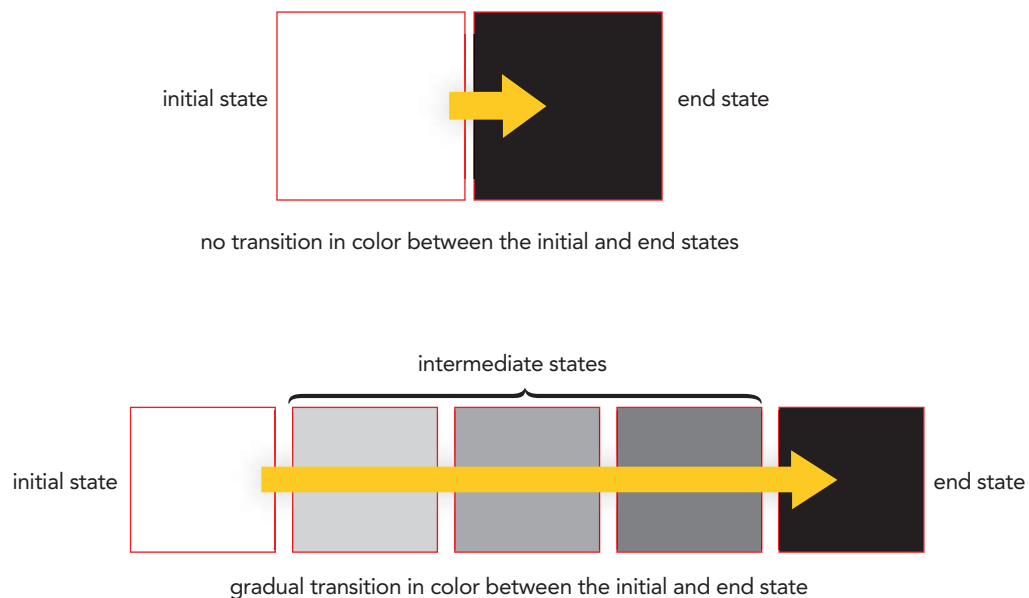 initial state
end state
no transition in color between the initial and end states
intermediate states
initial state
end state
gradual transition in color between the initial and end state